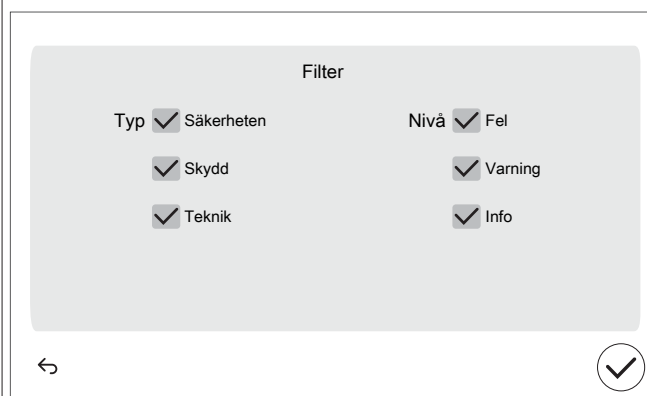 Filter
Typ Säkerheten Nivå Fel
Skydd Varning
Teknik Info